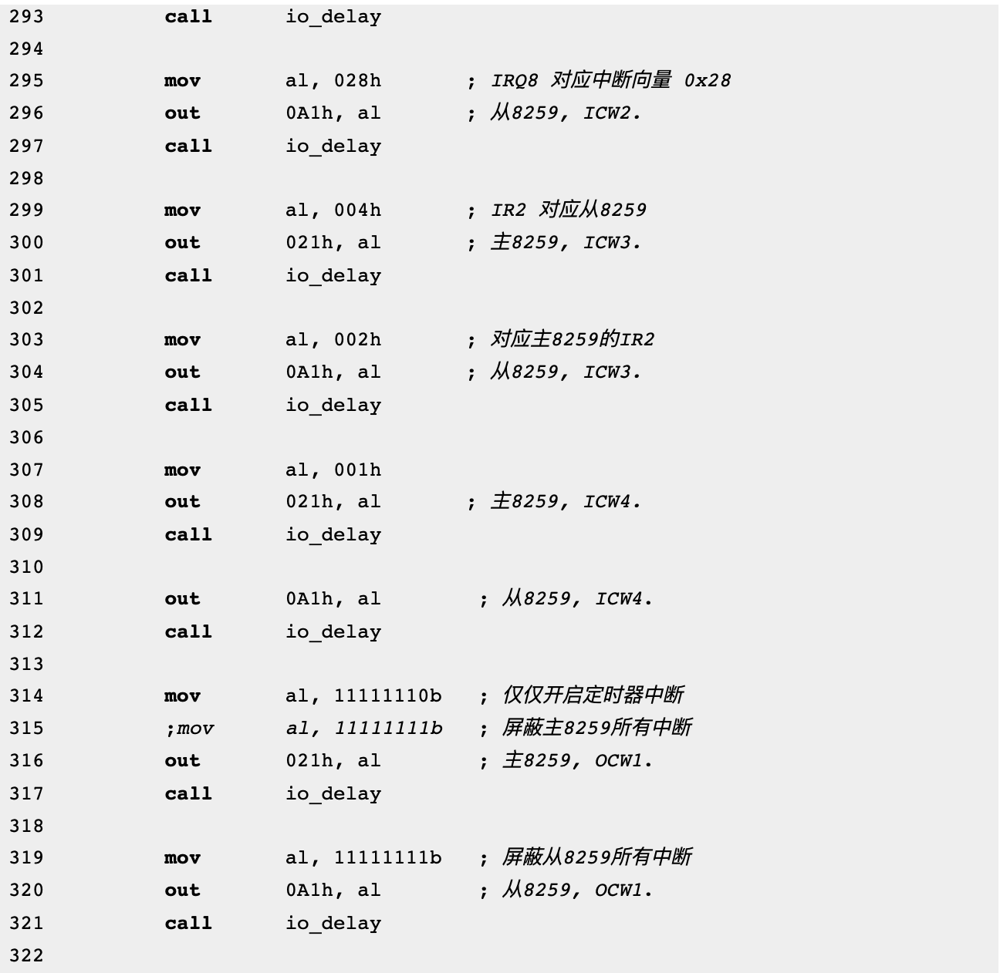 293          call      io_delay
294
295          mov       al, 028h       ; IRQ8 对应中断向量 0x28
296          out       0A1h, al       ; 从8259, ICW2.
297          call      io_delay
298
299          mov       al, 004h       ; IR2 对应从8259
300          out       021h, al       ; 主8259, ICW3.
301          call      io_delay
302
303          mov       al, 002h       ; 对应主8259的IR2
304          out       0A1h, al       ; 从8259, ICW3.
305          call      io_delay
306
307          mov       al, 001h
308          out       021h, al       ; 主8259, ICW4.
309          call      io_delay
310
311          out       0A1h, al        ; 从8259, ICW4.
312          call      io_delay
313
314          mov       al, 11111110b   ; 仅仅开启定时器中断
315          ;mov      al, 11111111b   ; 屏蔽主8259所有中断
316          out       021h, al        ; 主8259, OCW1.
317          call      io_delay
318
319          mov       al, 11111111b   ; 屏蔽从8259所有中断
320          out       0A1h, al        ; 从8259, OCW1.
321          call      io_delay
322